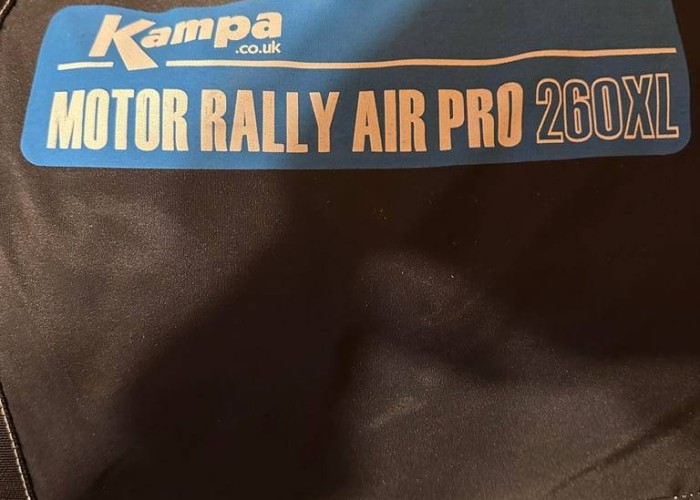 Kampa
.co.uk
MOTOR RALLY AIR PRO 260XL